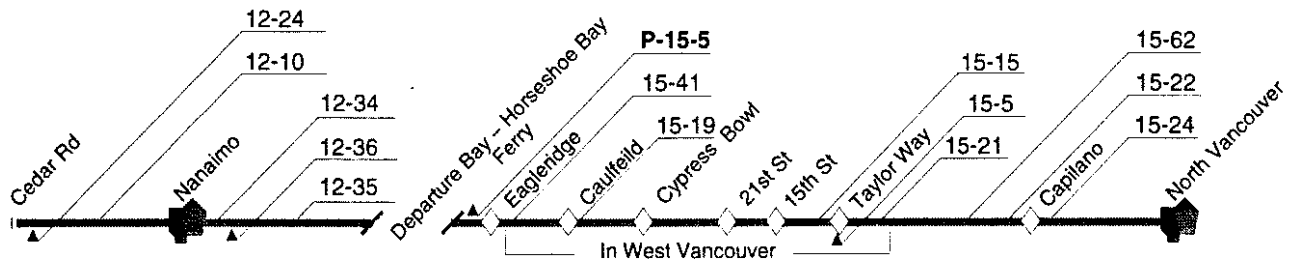 12-24
12-10
12-34
12-36
12-35
Cedar Rd
Nanaimo
Departure Bay – Horseshoe Bay
Ferry
P-15-5
15-41
15-19
Eagleridge
Caulfeild
Cypress Bowl
21st St
15th St
Taylor Way
15-15
15-5
15-21
15-62
15-22
15-24
Capilano
North Vancouver
In West Vancouver